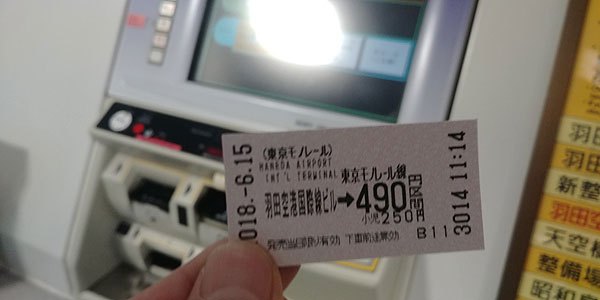 018.-6.15
(東京モノレール)
HANEDA AIRPORT
INT'L TERMINAL
東京モノレール線
羽田空港国際線ビル→490円区間
小児250円
発売当日限り有効 下車前途無効
B11
3014 11:14
羽田
羽田
新整
羽田空
天空橋
整備場
昭和島